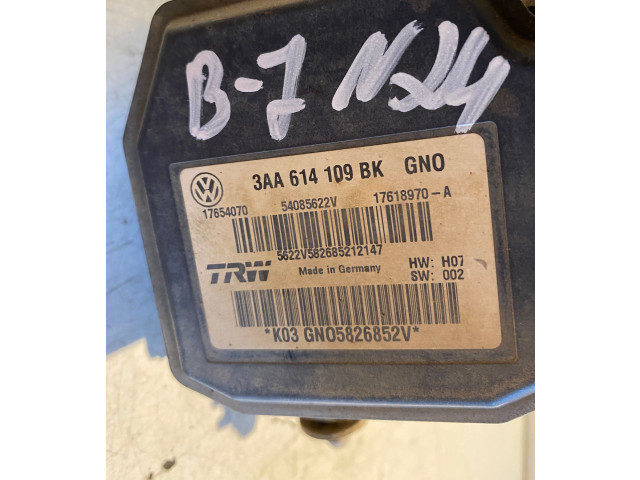 B-7 N24
3AA 614 109 BK GNO
17654070 54085622V 17618970-A
5622V582685212147
TRW Made in Germany HW: H07
SW: 002
*K03 GNO5826852V*